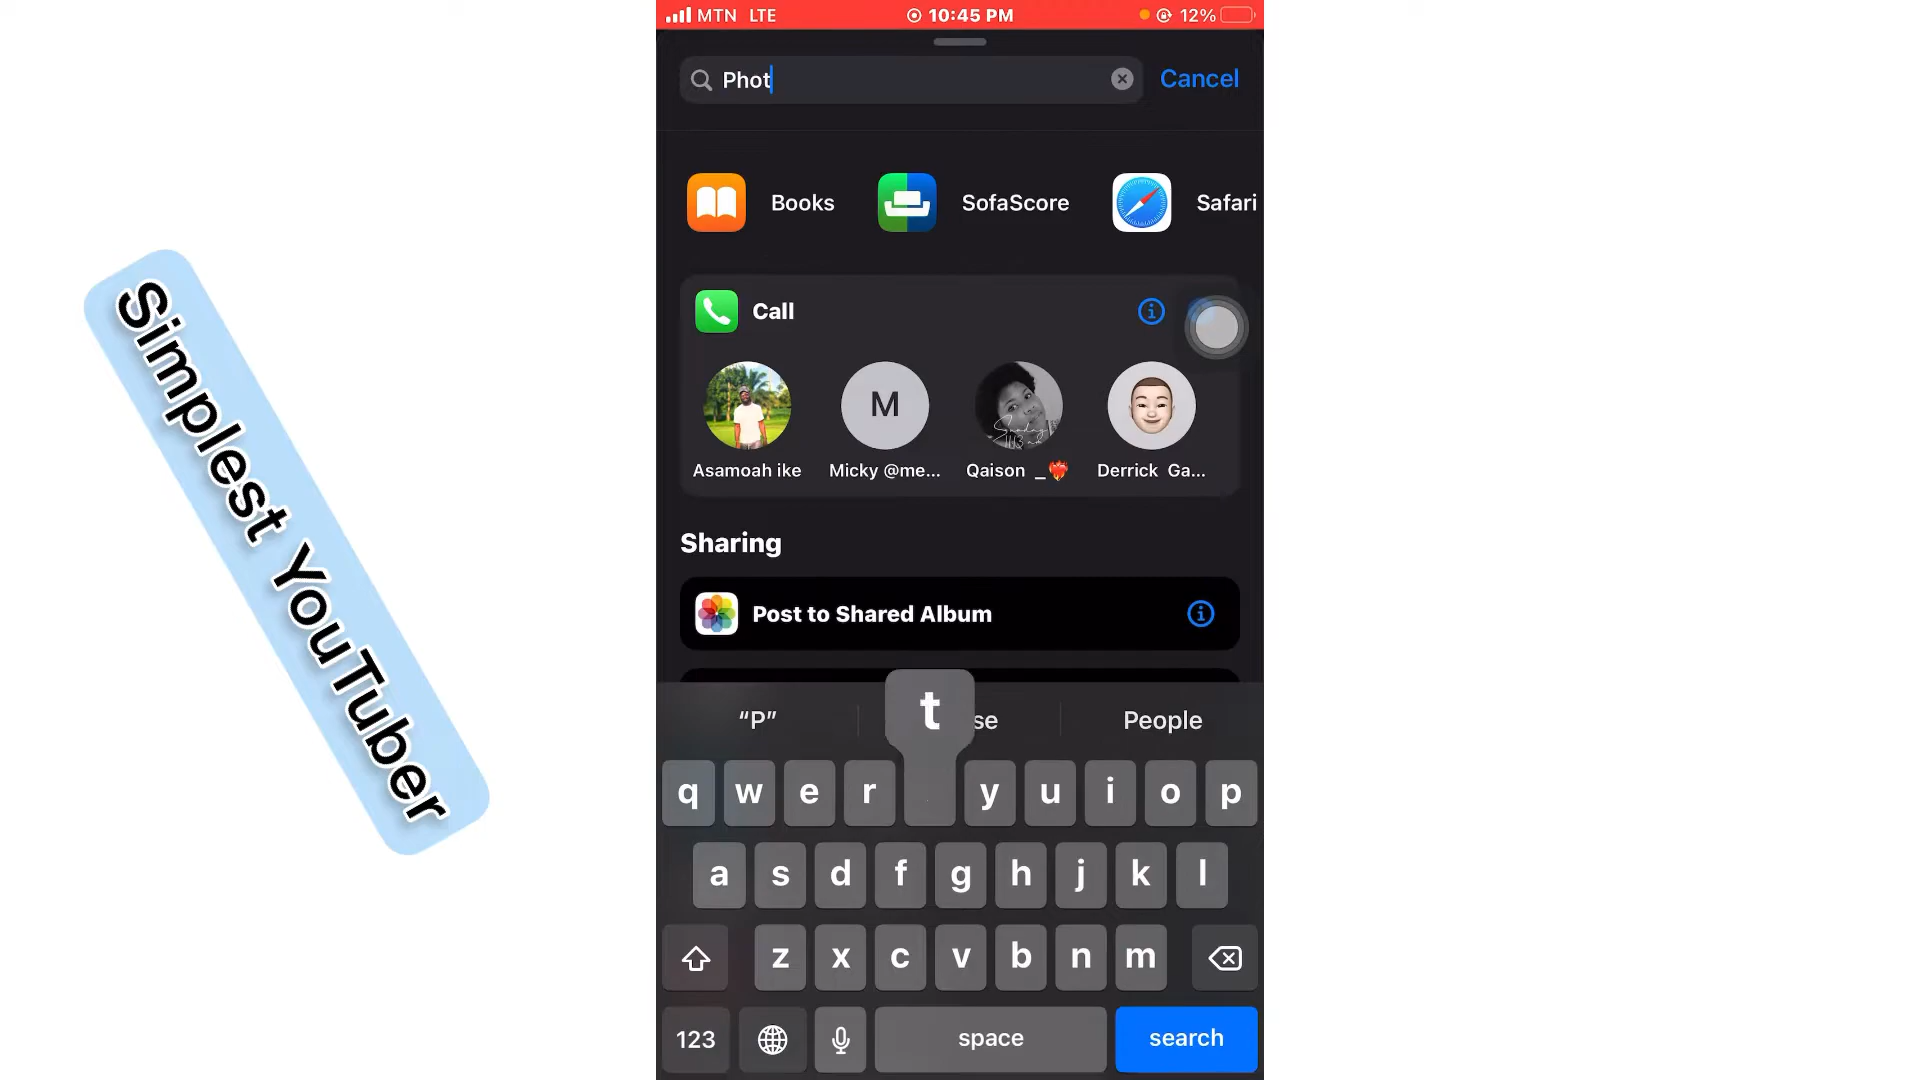 MTN LTE 10:45 PM 12%
Phot
Cancel
Books SofaScore Safari
Call
M
Asamoah ike Micky @me... Qaison _❤️‍🔥 Derrick Ga...
Sharing
Post to Shared Album
“P” se People
t
q w e r y u i o p
a s d f g h j k l
z x c v b n m
123 space search
Simplest YouTuber